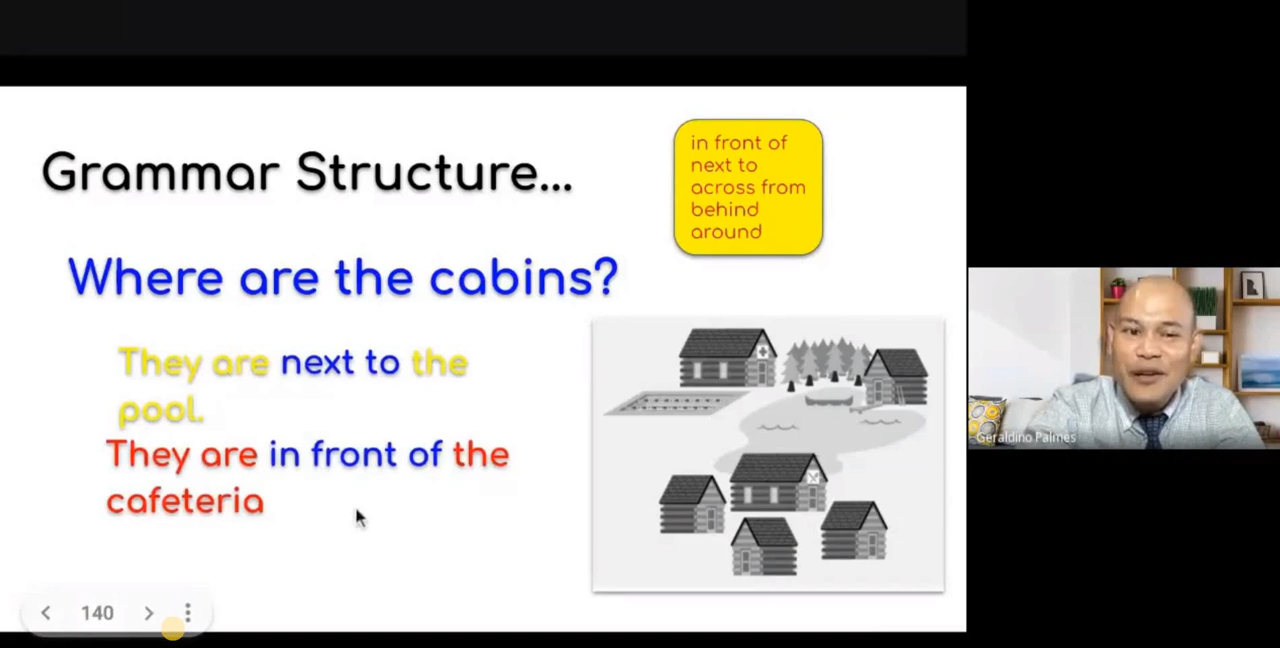 Grammar Structure...
in front of
next to
across from
behind
around
Where are the cabins?
They are next to the
pool.
They are in front of the
cafeteria
Geraldino Palmes
140